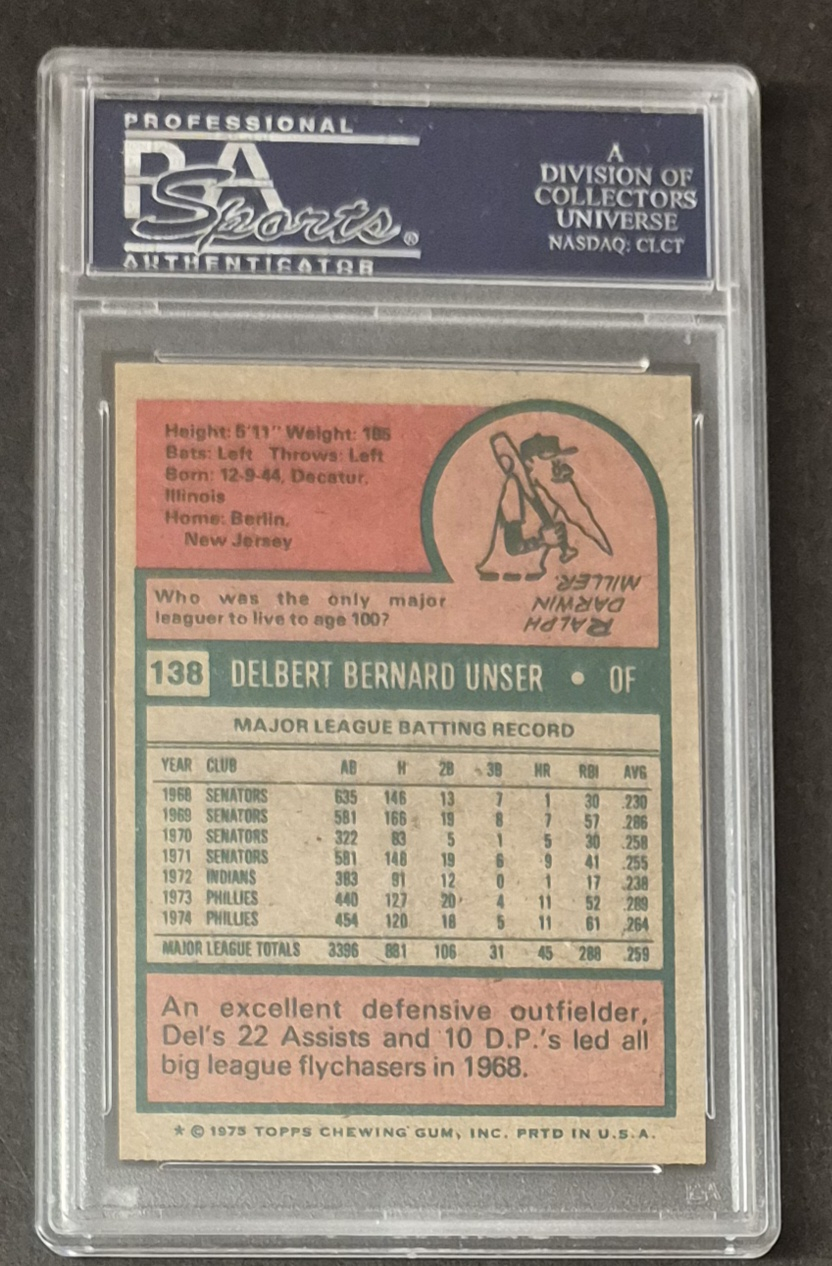 PROFESSIONAL
PSA
Sports®
AUTHENTICATOR
A
DIVISION OF
COLLECTORS
UNIVERSE
NASDAQ: CLCT
Height: 5'11" Weight: 185
Bats: Left Throws: Left
Born: 12-9-44, Decatur,
Illinois
Home: Berlin,
New Jersey
Who was the only major
leaguer to live to age 100?
RALPH
DARWIN
MILLER.
138 DELBERT BERNARD UNSER • OF
MAJOR LEAGUE BATTING RECORD
YEAR CLUB AB H 2B 3B HR RBI AVG
1968 SENATORS 635 146 13 7 1 30 .230
1969 SENATORS 581 166 19 8 7 57 .286
1970 SENATORS 322 83 5 1 5 30 .258
1971 SENATORS 581 148 19 6 9 41 .255
1972 INDIANS 383 91 12 0 1 17 .238
1973 PHILLIES 440 127 20 4 11 52 .289
1974 PHILLIES 454 120 18 5 11 61 .264
MAJOR LEAGUE TOTALS 3396 881 106 31 45 288 .259
An excellent defensive outfielder,
Del's 22 Assists and 10 D.P.'s led all
big league flychasers in 1968.
* © 1975 TOPPS CHEWING GUM, INC. PRTD IN U.S.A.